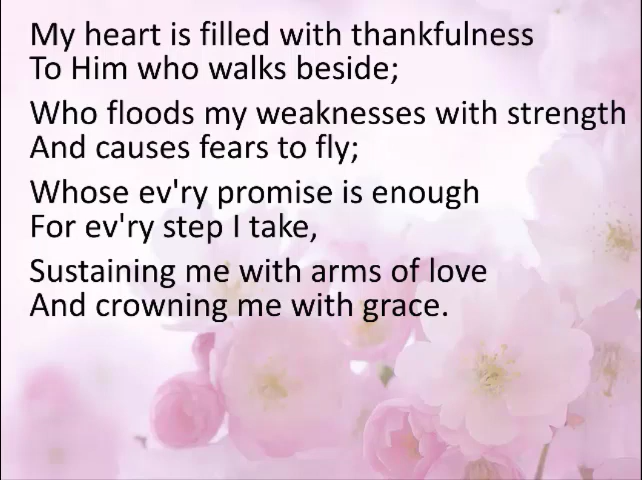 My heart is filled with thankfulness
To Him who walks beside;
Who floods my weaknesses with strength
And causes fears to fly;
Whose ev'ry promise is enough
For ev'ry step I take,
Sustaining me with arms of love
And crowning me with grace.